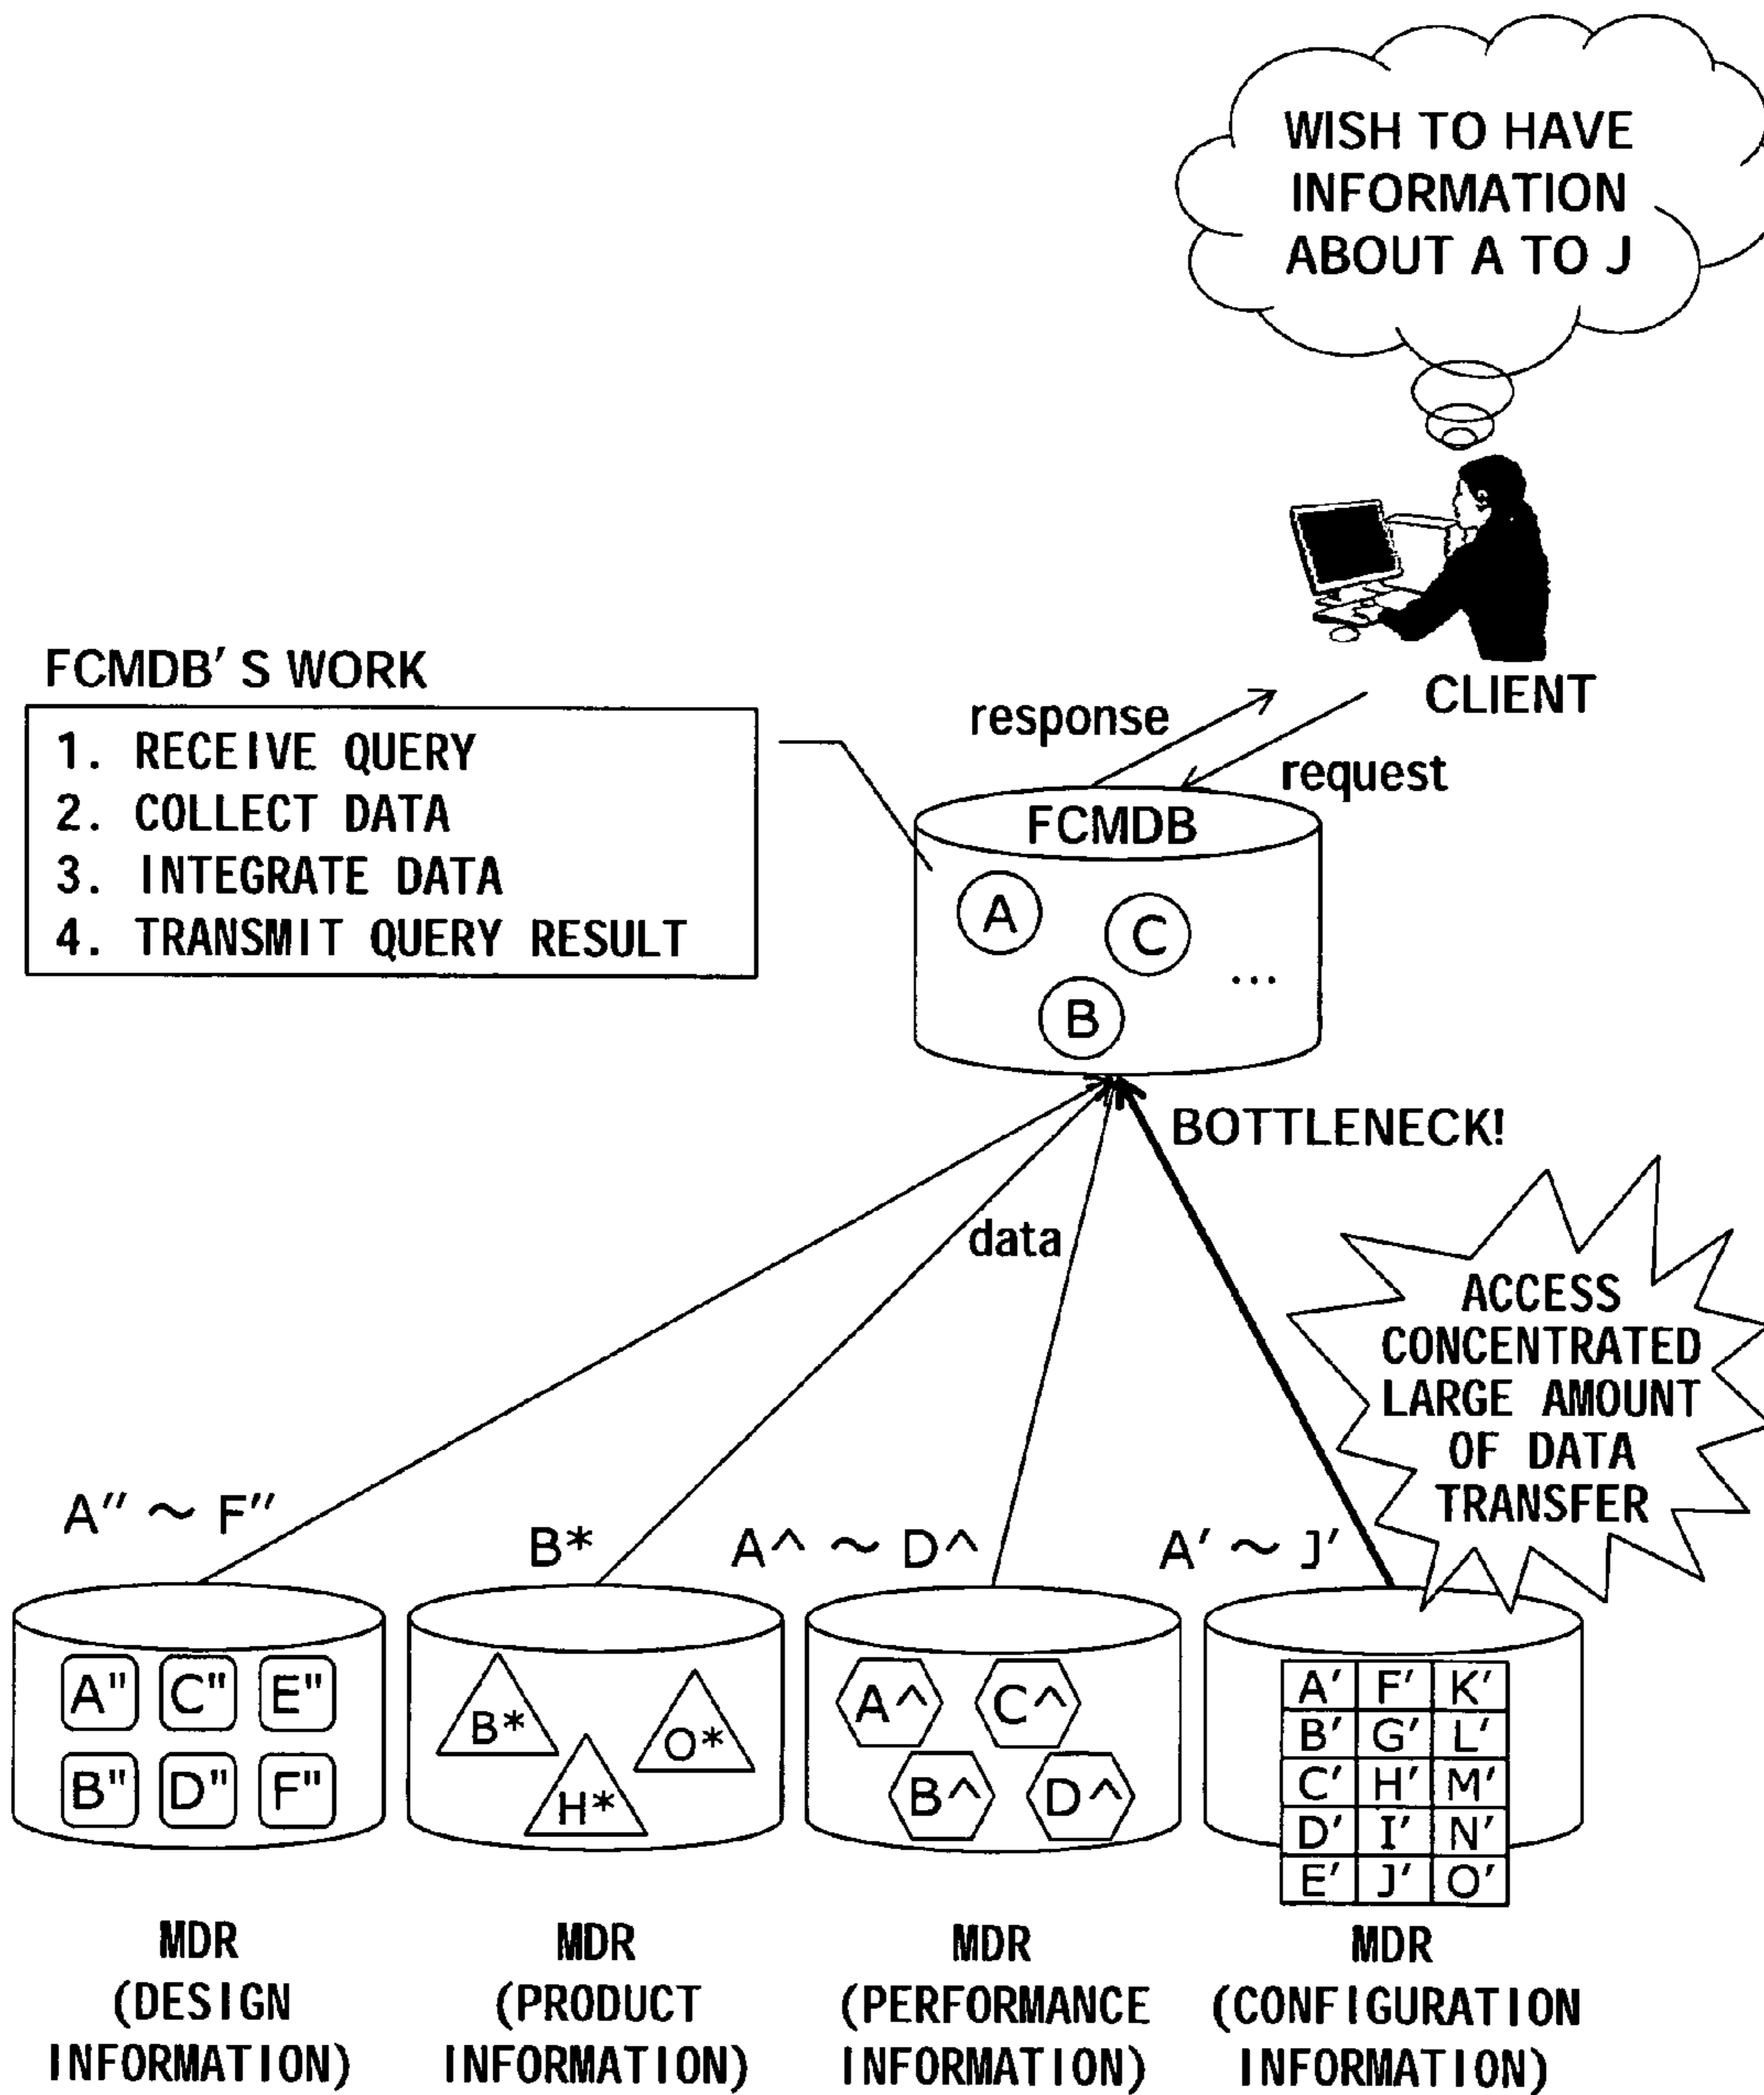 WISH TO HAVE
INFORMATION
ABOUT A TO J
CLIENT
FCMDB'S WORK
1. RECEIVE QUERY
2. COLLECT DATA
3. INTEGRATE DATA
4. TRANSMIT QUERY RESULT
response
request
FCMDB
A
C
...
B
BOTTLENECK!
data
ACCESS
CONCENTRATED
LARGE AMOUNT
OF DATA
TRANSFER
A″ ~ F″
B*
A^ ~ D^
A′ ~ J′
A" C" E"
B" D" F"
B*
O*
H*
A^ C^
B^ D^
A′ F′ K′
B′ G′ L′
C′ H′ M′
D′ I′ N′
E′ J′ O′
MDR
(DESIGN
INFORMATION)
MDR
(PRODUCT
INFORMATION)
MDR
(PERFORMANCE
INFORMATION)
MDR
(CONFIGURATION
INFORMATION)